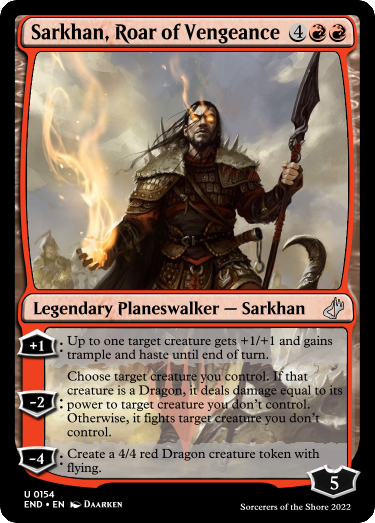 Sarkhan, Roar of Vengeance 4
Legendary Planeswalker — Sarkhan
+1: Up to one target creature gets +1/+1 and gains
trample and haste until end of turn.
Choose target creature you control. If that
creature is a Dragon, it deals damage equal to its
-2: power to target creature you don't control.
Otherwise, it fights target creature you don't
control.
-4: Create a 4/4 red Dragon creature token with
flying.
5
U 0154
END • EN DAARKEN
Sorcerers of the Shore 2022